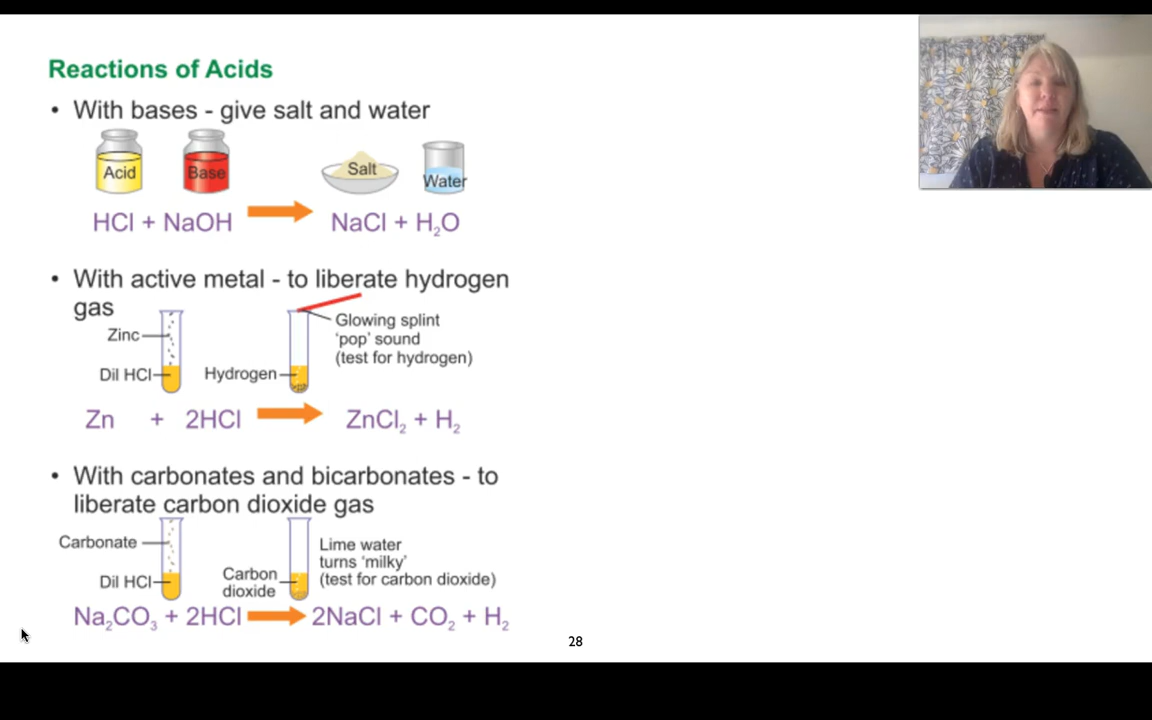 Reactions of Acids
• With bases - give salt and water
Acid
Base
Salt
Water
HCl + NaOH
NaCl + H₂O
• With active metal - to liberate hydrogen
gas
Zinc
Dil HCl
Hydrogen
Glowing splint
‘pop’ sound
(test for hydrogen)
Zn + 2HCl
ZnCl₂ + H₂
• With carbonates and bicarbonates - to
liberate carbon dioxide gas
Carbonate
Dil HCl
Carbon
dioxide
Lime water
turns ‘milky’
(test for carbon dioxide)
Na₂CO₃ + 2HCl
2NaCl + CO₂ + H₂
28